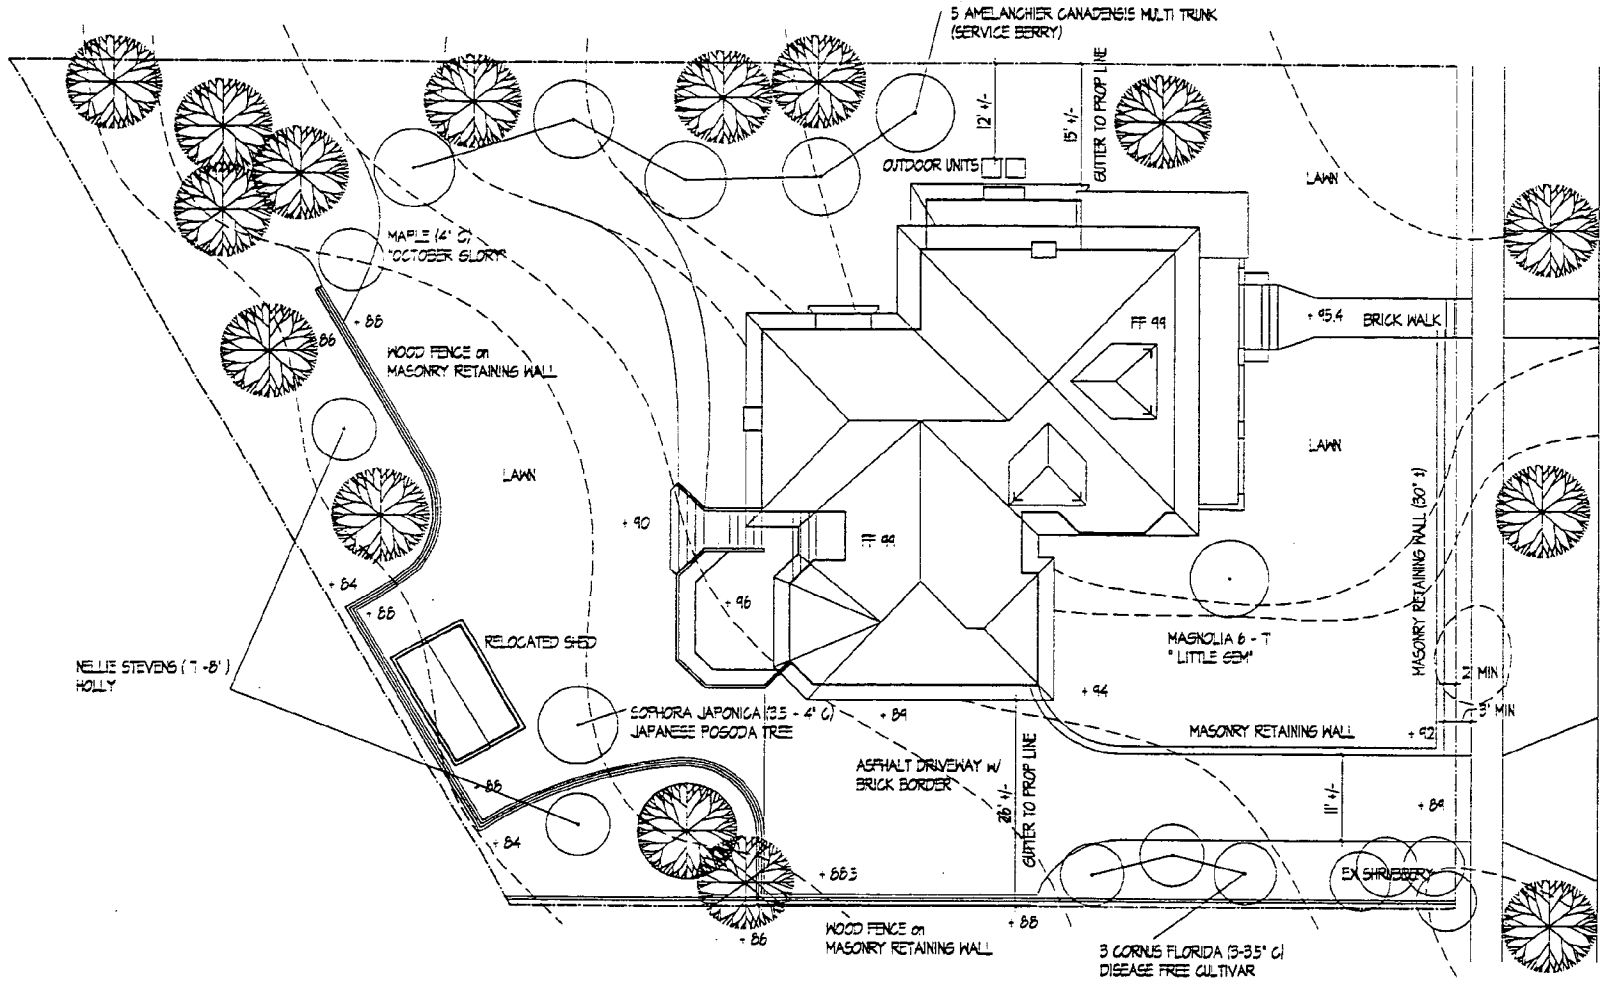 5 AMELANCHIER CANADENSIS MULTI TRUNK
(SERVICE BERRY)
12' +/-
15' +/-
GUTTER TO PROP LINE
OUTDOOR UNITS
LAWN
MAPLE (4" C)
"OCTOBER GLORY"
+ 88
86
WOOD FENCE on
MASONRY RETAINING WALL
FF 99
+ 95.4
BRICK WALK
LAWN
LAWN
+ 90
FF 99
MASONRY RETAINING WALL (30" ±)
+ 84
+ 88
+ 96
RELOCATED SHED
MAGNOLIA 6 - 7'
"LITTLE GEM"
NELLIE STEVENS ( 7 -8' )
HOLLY
2' MIN
+ 94
3' MIN
SOPHORA JAPONICA (3.5 - 4" C)
JAPANESE POGODA TREE
+ 89
MASONRY RETAINING WALL
+ 92
ASPHALT DRIVEWAY W/
BRICK BORDER
GUTTER TO PROP LINE
+ 88
11' +/-
+ 89
+ 84
+ 88.3
EX SHRUBBERY
+ 86
WOOD FENCE on
MASONRY RETAINING WALL
+ 88
3 CORNUS FLORIDA (3-3.5" C)
DISEASE FREE CULTIVAR